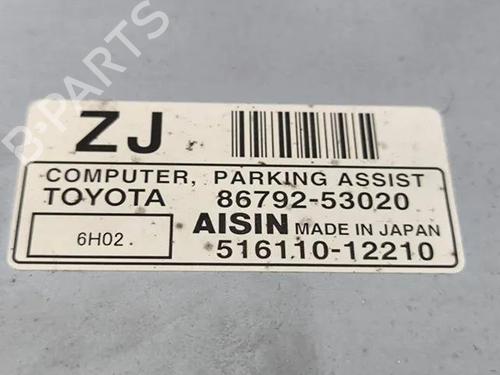 B-PARTS
ZJ
COMPUTER, PARKING ASSIST
TOYOTA 86792-53020
6H02 AISIN MADE IN JAPAN
516110-12210